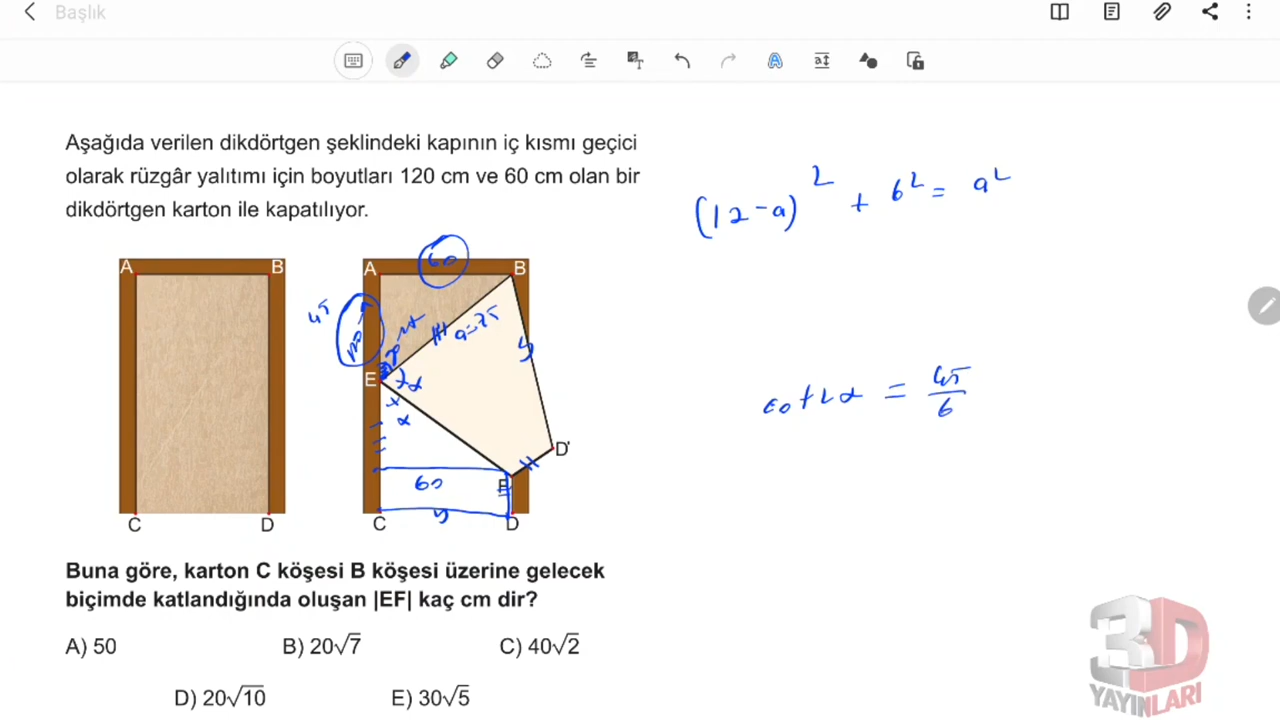 Başlık
Aşağıda verilen dikdörtgen şeklindeki kapının iç kısmı geçici
olarak rüzgâr yalıtımı için boyutları 120 cm ve 60 cm olan bir
dikdörtgen karton ile kapatılıyor.
(12-a)² + 6² = a²
A B
C D
60
A B
45
a=75
y
E
2α
x
α
D'
60
F
C y D
cot2α = 45/6
Buna göre, karton C köşesi B köşesi üzerine gelecek
biçimde katlandığında oluşan |EF| kaç cm dir?
A) 50 B) 20√7 C) 40√2
D) 20√10 E) 30√5
3D
YAYINLARI